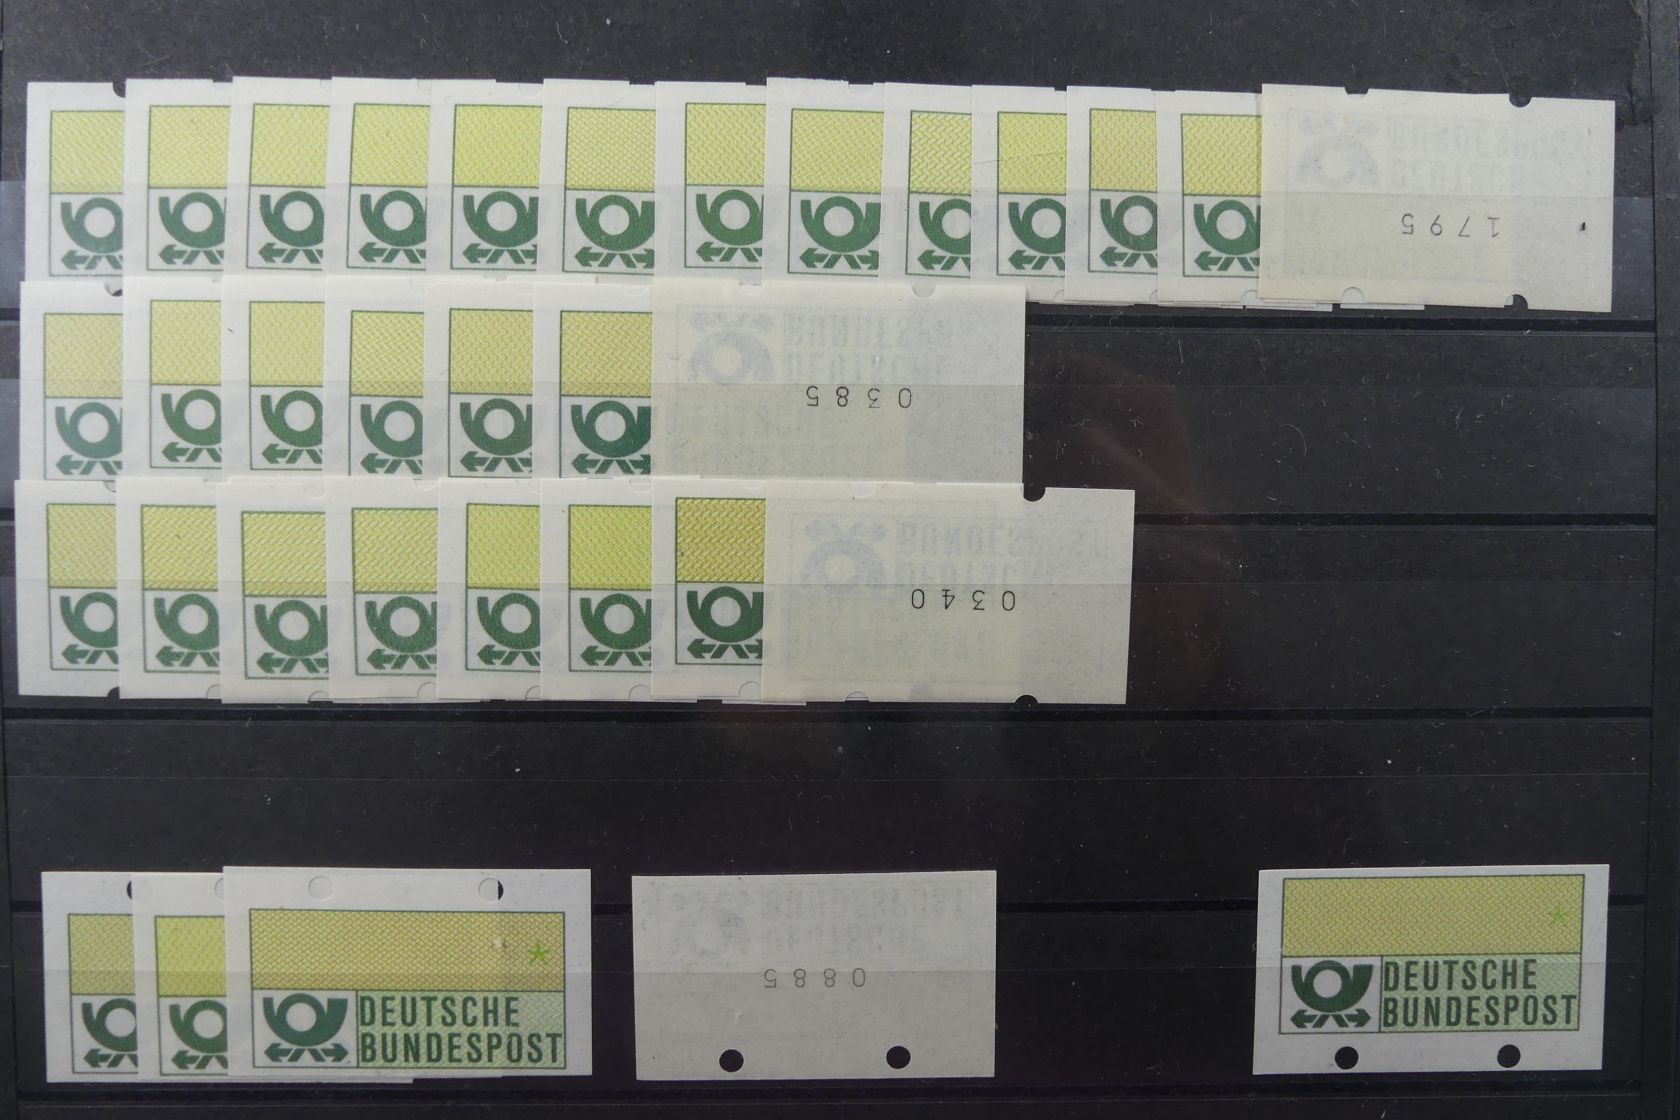 1795
0385
0340
DEUTSCHE
BUNDESPOST
0885
DEUTSCHE
BUNDESPOST